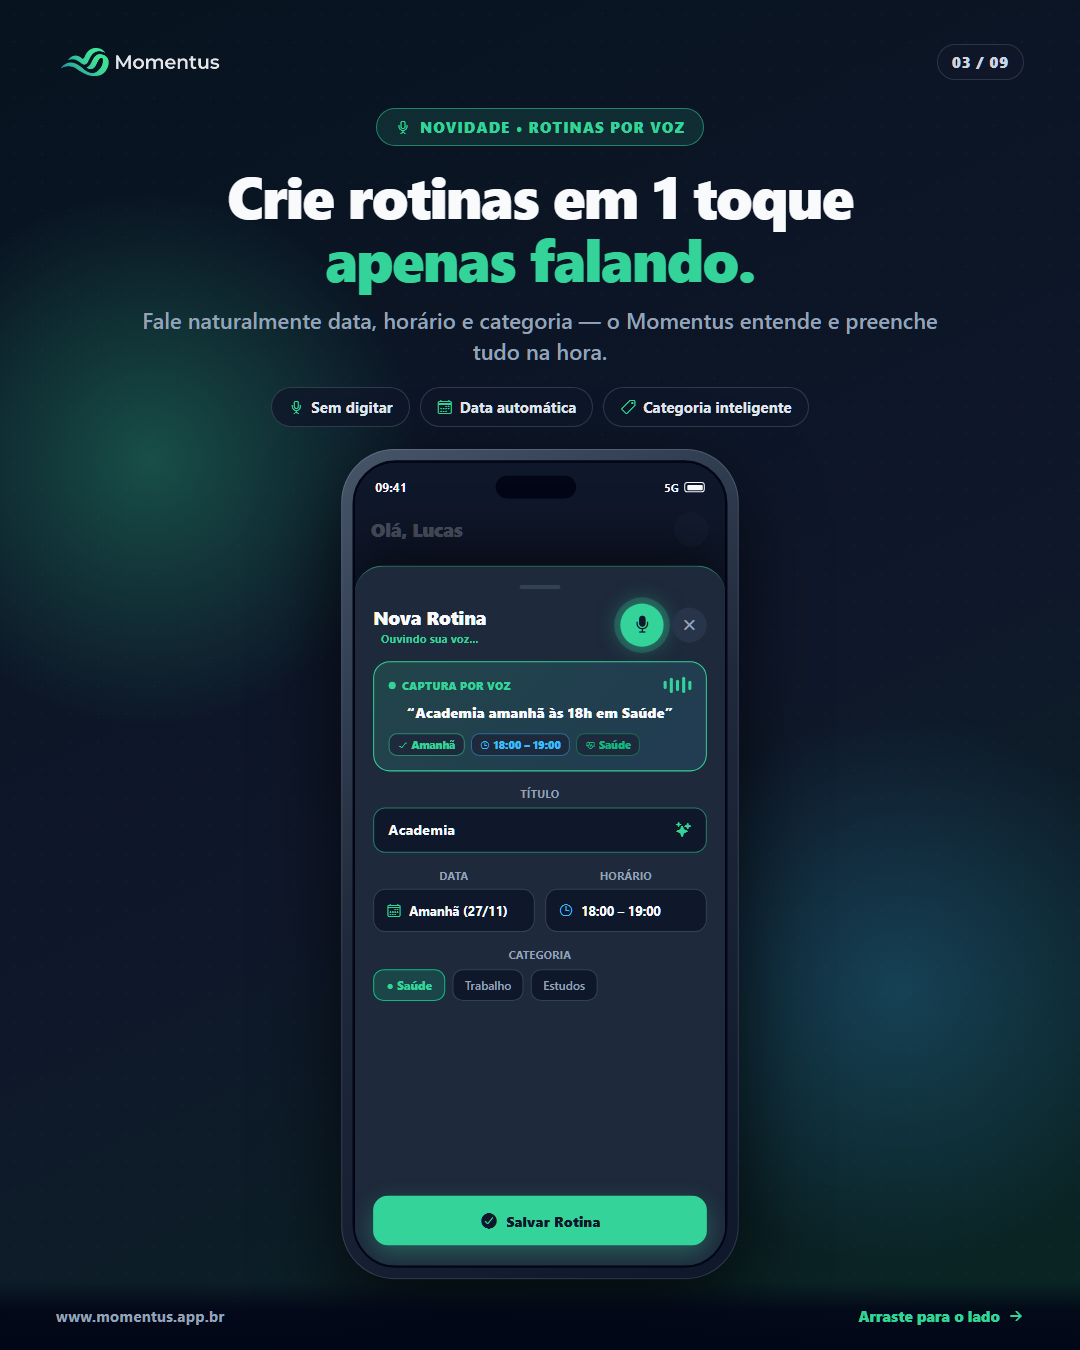 Momentus
03 / 09
NOVIDADE • ROTINAS POR VOZ
Crie rotinas em 1 toque
apenas falando.
Fale naturalmente data, horário e categoria — o Momentus entende e preenche
tudo na hora.
Sem digitar
Data automática
Categoria inteligente
09:41
5G
Olá, Lucas
Nova Rotina
Ouvindo sua voz...
CAPTURA POR VOZ
“Academia amanhã às 18h em Saúde”
Amanhã
18:00 – 19:00
Saúde
TÍTULO
Academia
DATA
HORÁRIO
Amanhã (27/11)
18:00 – 19:00
CATEGORIA
• Saúde
Trabalho
Estudos
Salvar Rotina
www.momentus.app.br
Arraste para o lado →